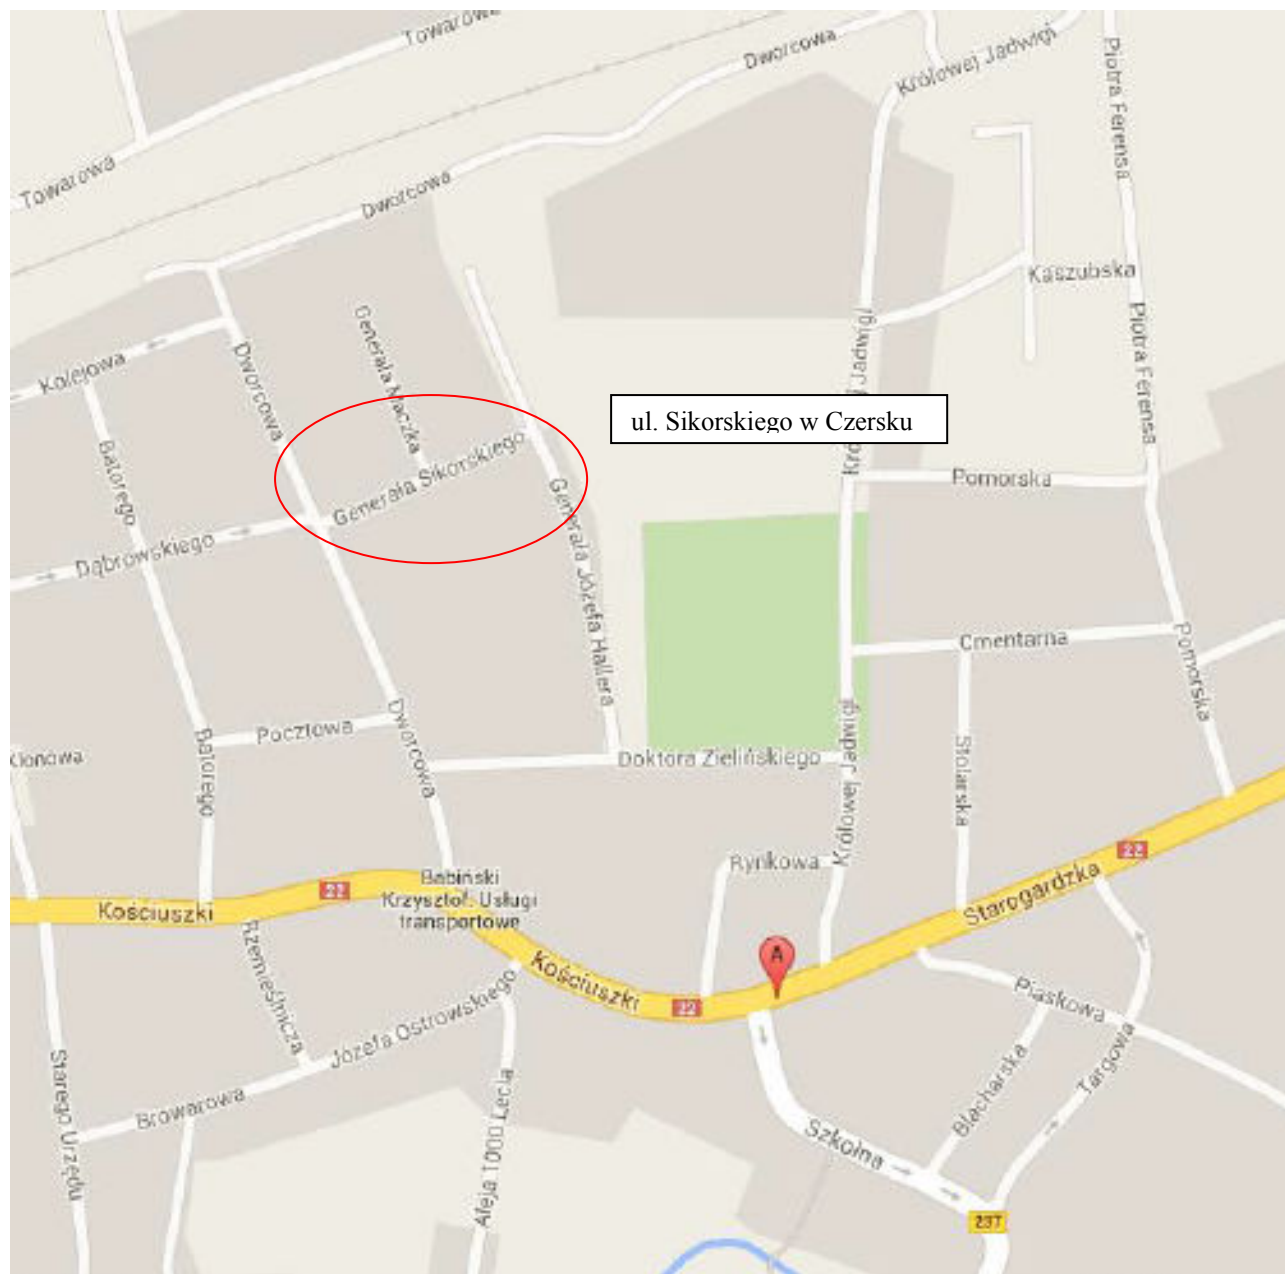 Towarowa
Dworcowa
Królowej Jadwigi
Piotra Ferensa
Towarowa
Dworcowa
Kaszubska
Generała Maczka
Piotra Ferensa
Kolejowa
Dworcowa
ul. Sikorskiego w Czersku
Batorego
Generała Sikorskiego
Pomorska
Generała Józefa Hallera
Dąbrowskiego
Cmentarna
Pomorska
Pocztowa
Dworcowa
Królowej Jadwigi
Klonowa
Batorego
Doktora Zielińskiego
Stolarska
Rynkowa
22
Babiński
Krzysztof. Usługi
transportowe
22
Kościuszki
Starogardzka
Rzemieślnicza
Kościuszki
A
22
Józefa Ostrowskiego
Piaskowa
Starego Urzędu
Browarowa
Aleja 1000 Lecia
Blacharska
Targowa
Szkolna
237